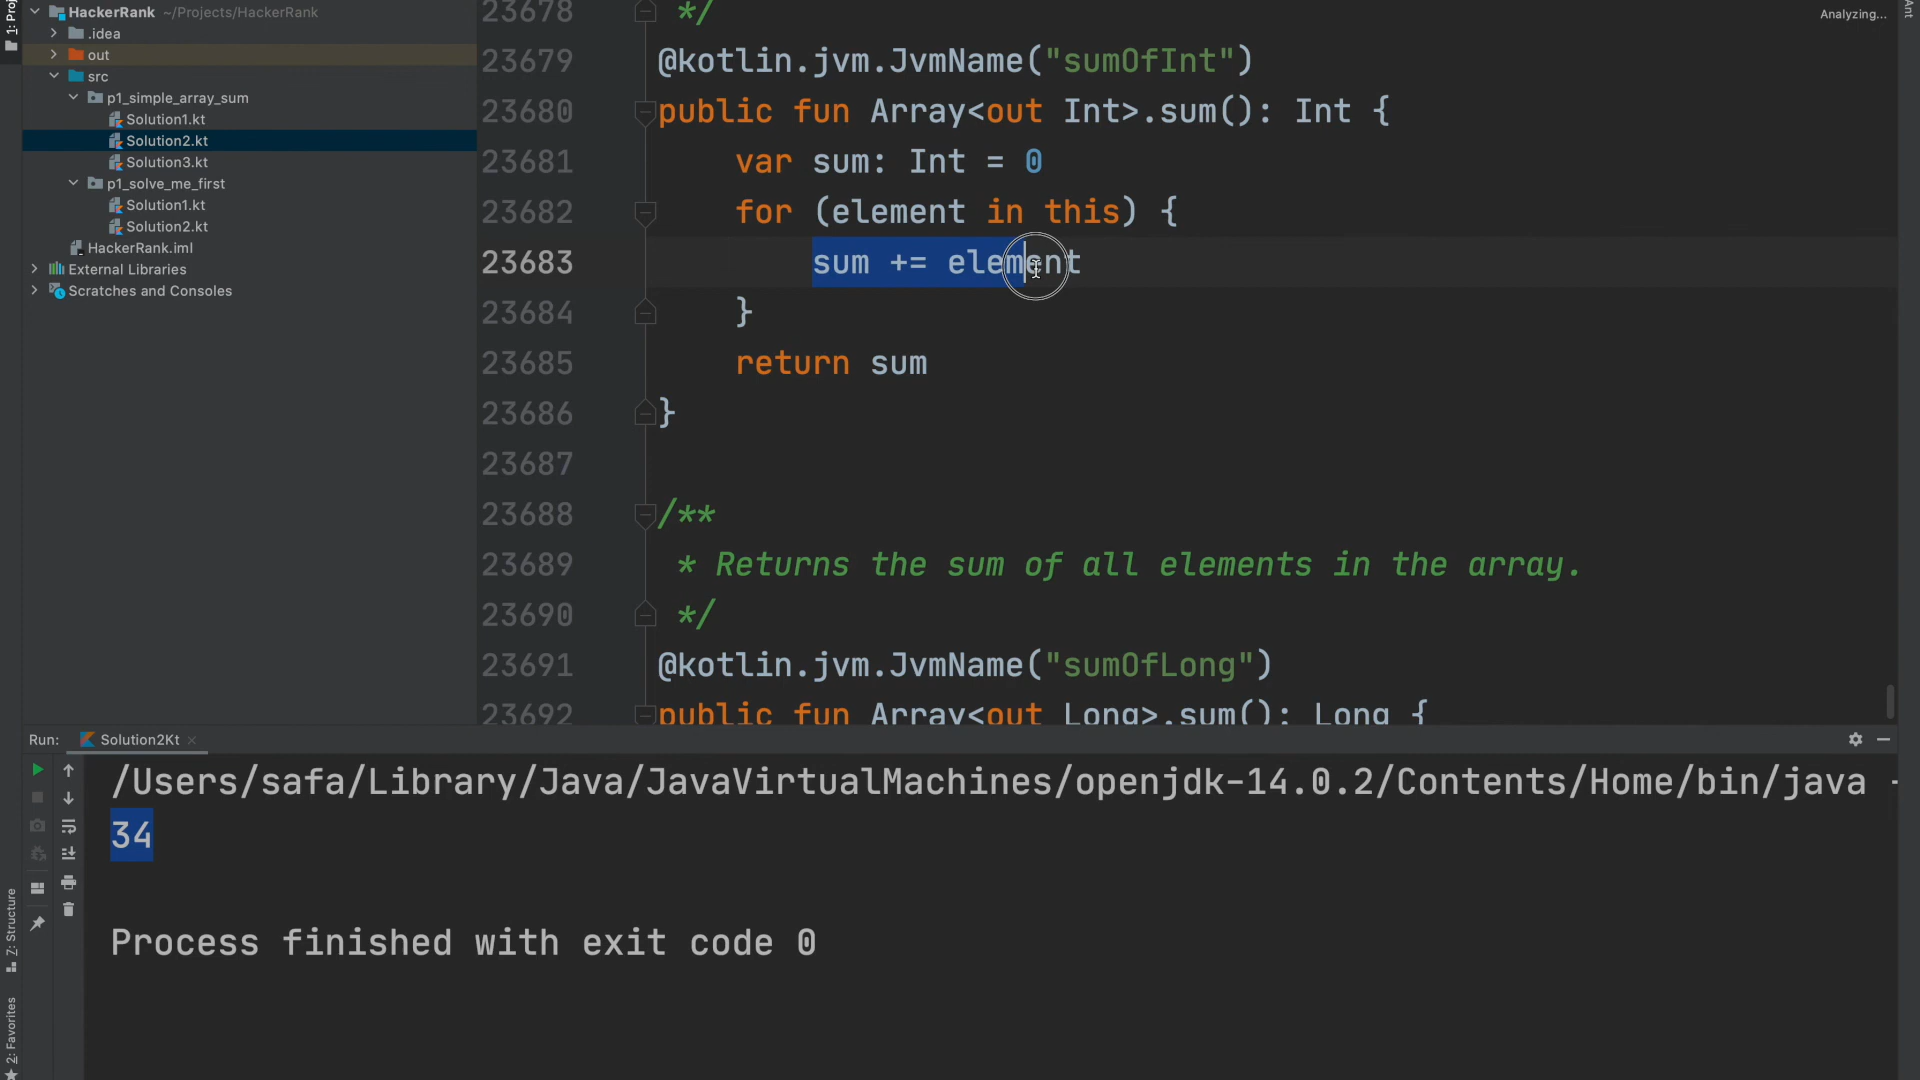 HackerRank ~/Projects/HackerRank
.idea
out
src
p1_simple_array_sum
Solution1.kt
Solution2.kt
Solution3.kt
p1_solve_me_first
Solution1.kt
Solution2.kt
HackerRank.iml
External Libraries
Scratches and Consoles
Analyzing...
Ant
23678 */
23679 @kotlin.jvm.JvmName("sumOfInt")
23680 public fun Array<out Int>.sum(): Int {
23681 var sum: Int = 0
23682 for (element in this) {
23683 sum += element
23684 }
23685 return sum
23686 }
23687
23688 /**
23689 * Returns the sum of all elements in the array.
23690 */
23691 @kotlin.jvm.JvmName("sumOfLong")
23692 public fun Array<out Long>.sum(): Long {
Run: Solution2Kt
/Users/safa/Library/Java/JavaVirtualMachines/openjdk-14.0.2/Contents/Home/bin/java
34
Process finished with exit code 0
Z: Structure
2: Favorites